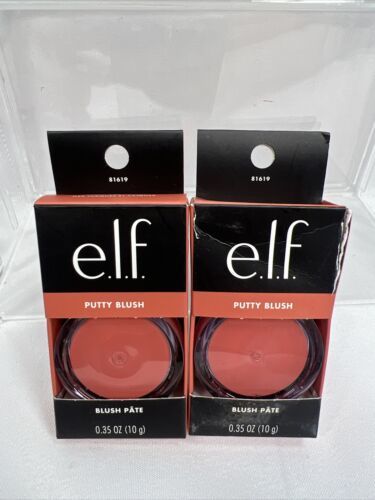 81619
e.l.f.
PUTTY BLUSH
BLUSH PÂTE
0.35 OZ (10 g)
81619
e.l.f.
PUTTY BLUSH
BLUSH PÂTE
0.35 OZ (10 g)